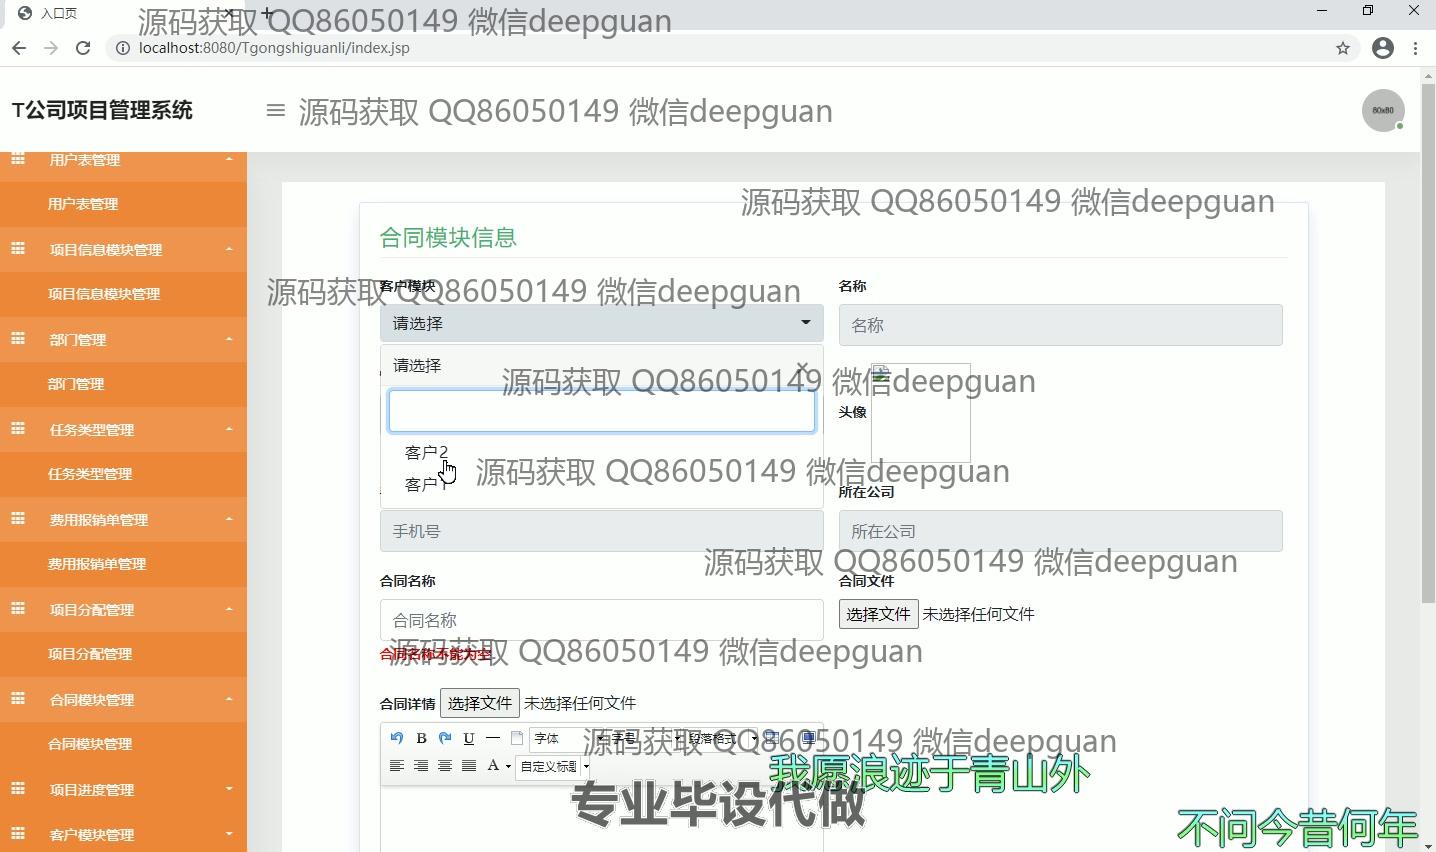 入口页
源码获取 QQ86050149 微信deepguan
localhost:8080/Tgongshiguanli/index.jsp
T公司项目管理系统
源码获取 QQ86050149 微信deepguan
80x80
用户表管理
用户表管理
项目信息模块管理
项目信息模块管理
部门管理
部门管理
任务类型管理
任务类型管理
费用报销单管理
费用报销单管理
项目分配管理
项目分配管理
合同模块管理
合同模块管理
项目进度管理
客户模块管理
源码获取 QQ86050149 微信deepguan
合同模块信息
客户模块
源码获取 QQ86050149 微信deepguan
名称
请选择
名称
请选择
源码获取 QQ86050149 微信deepguan
头像
客户2
客户1
源码获取 QQ86050149 微信deepguan
所在公司
手机号
所在公司
源码获取 QQ86050149 微信deepguan
合同名称
合同文件
合同名称
选择文件 未选择任何文件
合同名称不能为空
源码获取 QQ86050149 微信deepguan
合同详情 选择文件 未选择任何文件
B U 字体 字号 段落格式
源码获取 QQ86050149 微信deepguan
A 自定义标题
我愿浪迹于青山外
专业毕设代做
不问今昔何年